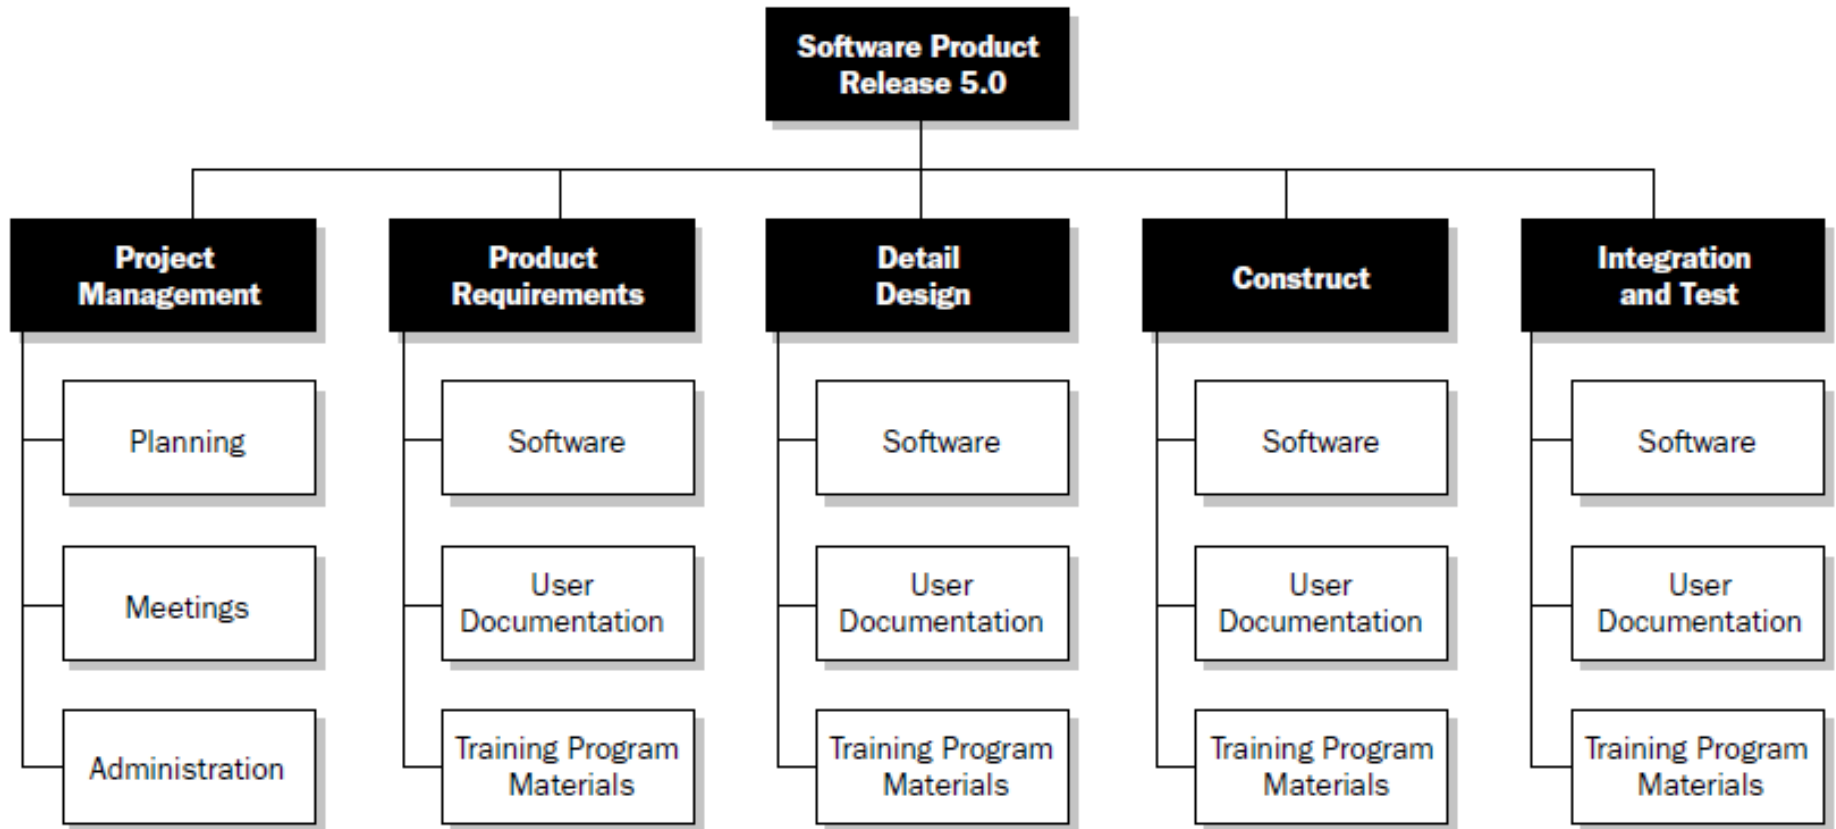 Software Product
Release 5.0
Project
Management
Product
Requirements
Detail
Design
Construct
Integration
and Test
Planning
Software
Software
Software
Software
Meetings
User
Documentation
User
Documentation
User
Documentation
User
Documentation
Administration
Training Program
Materials
Training Program
Materials
Training Program
Materials
Training Program
Materials